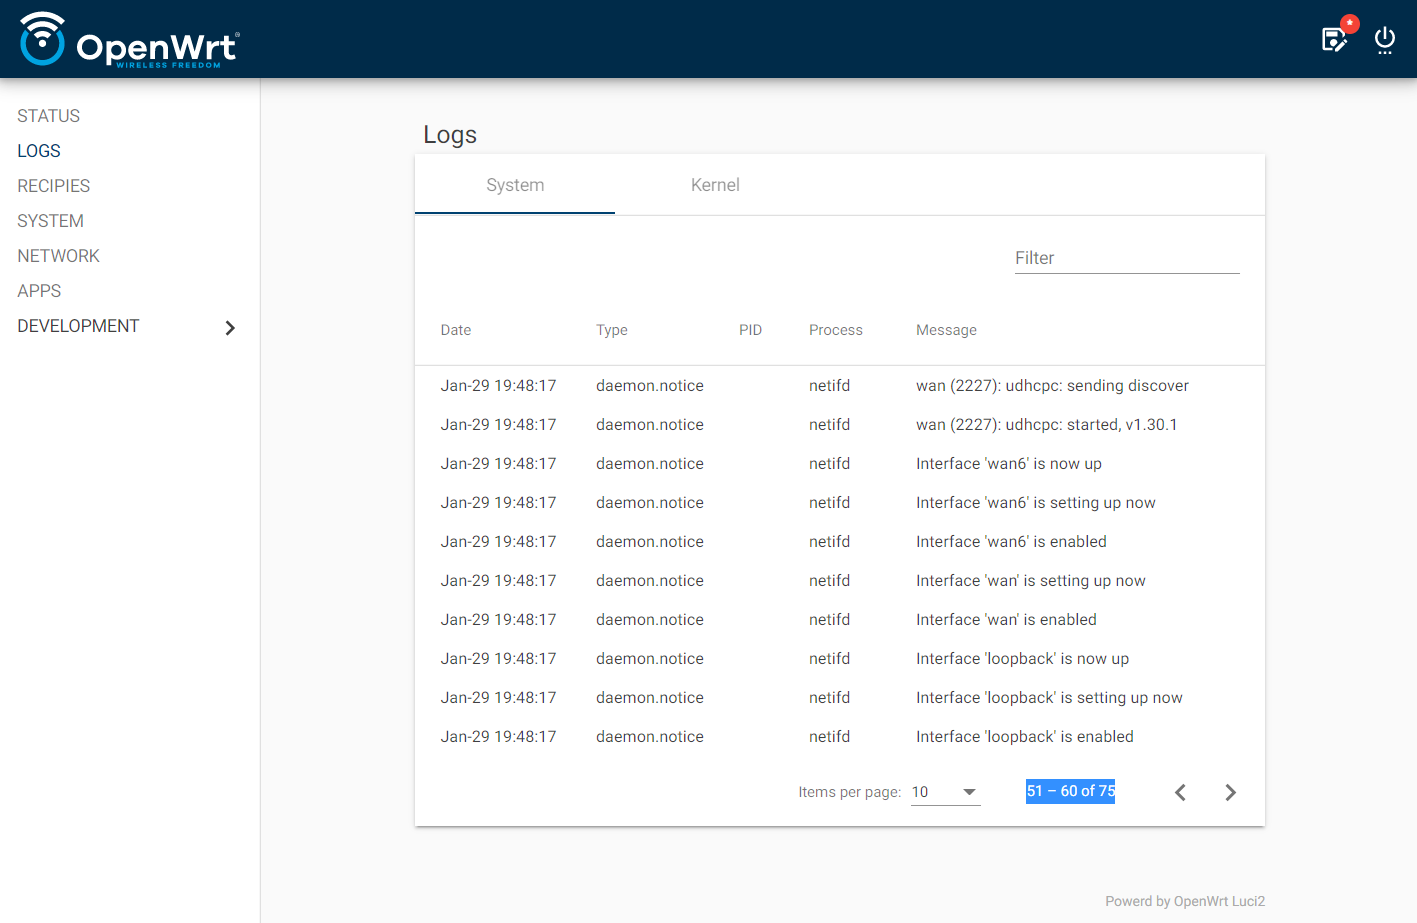 OpenWrt®
WIRELESS FREEDOM
STATUS
LOGS
RECIPIES
SYSTEM
NETWORK
APPS
DEVELOPMENT
Logs
System Kernel
Filter
Date Type PID Process Message
Jan-29 19:48:17 daemon.notice netifd wan (2227): udhcpc: sending discover
Jan-29 19:48:17 daemon.notice netifd wan (2227): udhcpc: started, v1.30.1
Jan-29 19:48:17 daemon.notice netifd Interface 'wan6' is now up
Jan-29 19:48:17 daemon.notice netifd Interface 'wan6' is setting up now
Jan-29 19:48:17 daemon.notice netifd Interface 'wan6' is enabled
Jan-29 19:48:17 daemon.notice netifd Interface 'wan' is setting up now
Jan-29 19:48:17 daemon.notice netifd Interface 'wan' is enabled
Jan-29 19:48:17 daemon.notice netifd Interface 'loopback' is now up
Jan-29 19:48:17 daemon.notice netifd Interface 'loopback' is setting up now
Jan-29 19:48:17 daemon.notice netifd Interface 'loopback' is enabled
Items per page: 10 51 – 60 of 75
Powerd by OpenWrt Luci2